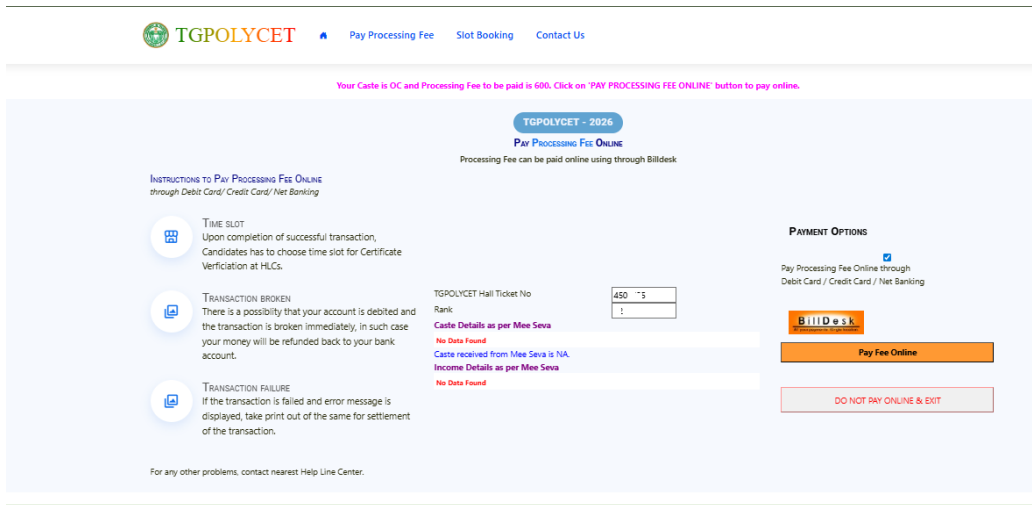 TGPOLYCET
Pay Processing Fee
Slot Booking
Contact Us
Your Caste is OC and Processing Fee to be paid is 600. Click on 'PAY PROCESSING FEE ONLINE' button to pay online.
TGPOLYCET - 2026
Pay Processing Fee Online
Processing Fee can be paid online using through Billdesk
Instructions to Pay Processing Fee Online
through Debit Card/ Credit Card/ Net Banking
Time slot
Upon completion of successful transaction,
Candidates has to choose time slot for Certificate
Verficiation at HLCs.
Transaction broken
There is a possiblity that your account is debited and
the transaction is broken immediately, in such case
your money will be refunded back to your bank
account.
Transaction failure
If the transaction is failed and error message is
displayed, take print out of the same for settlement
of the transaction.
For any other problems, contact nearest Help Line Center.
TGPOLYCET Hall Ticket No
450
Rank
Caste Details as per Mee Seva
No Data Found
Caste received from Mee Seva is NA.
Income Details as per Mee Seva
No Data Found
Payment Options
Pay Processing Fee Online through
Debit Card / Credit Card / Net Banking
BillDesk
Pay Fee Online
DO NOT PAY ONLINE & EXIT